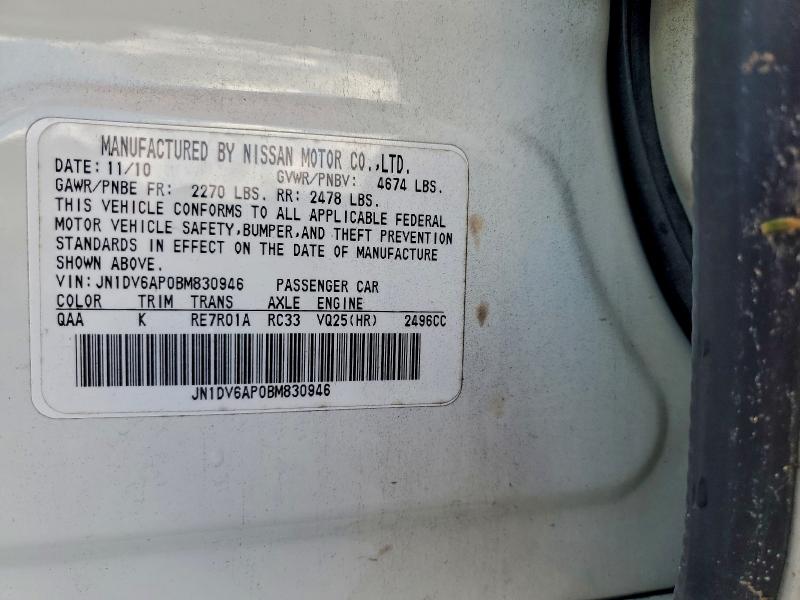 MANUFACTURED BY NISSAN MOTOR CO.,LTD.
DATE: 11/10 GVWR/PNBV: 4674 LBS.
GAWR/PNBE FR: 2270 LBS. RR: 2478 LBS.
THIS VEHICLE CONFORMS TO ALL APPLICABLE FEDERAL
MOTOR VEHICLE SAFETY,BUMPER,AND THEFT PREVENTION
STANDARDS IN EFFECT ON THE DATE OF MANUFACTURE
SHOWN ABOVE.
VIN: JN1DV6AP0BM830946 PASSENGER CAR
COLOR TRIM TRANS AXLE ENGINE
QAA K RE7R01A RC33 VQ25(HR) 2496CC
JN1DV6AP0BM830946